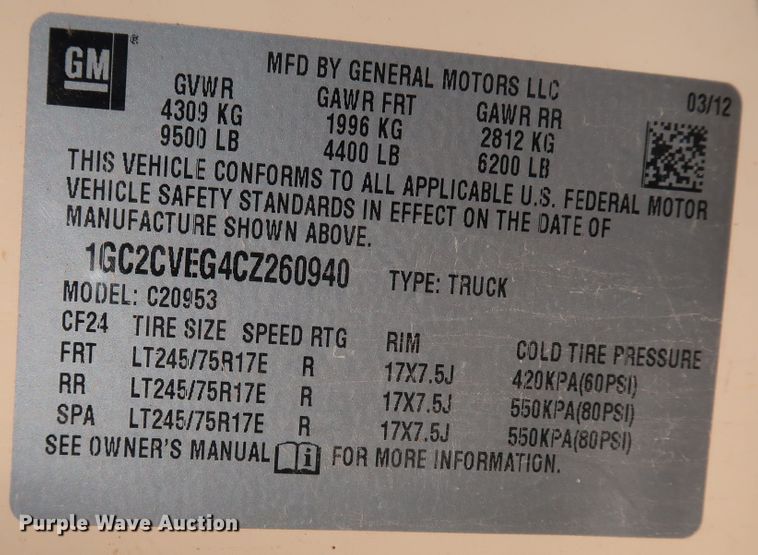 GM ®
MFD BY GENERAL MOTORS LLC
03/12
GVWR GAWR FRT GAWR RR
4309 KG 1996 KG 2812 KG
9500 LB 4400 LB 6200 LB
THIS VEHICLE CONFORMS TO ALL APPLICABLE U.S. FEDERAL MOTOR
VEHICLE SAFETY STANDARDS IN EFFECT ON THE DATE OF
MANUFACTURE SHOWN ABOVE.
1GC2CVEG4CZ260940 TYPE: TRUCK
MODEL: C20953
CF24 TIRE SIZE SPEED RTG RIM COLD TIRE PRESSURE
FRT LT245/75R17E R 17X7.5J 420KPA(60PSI)
RR LT245/75R17E R 17X7.5J 550KPA(80PSI)
SPA LT245/75R17E R 17X7.5J 550KPA(80PSI)
SEE OWNER'S MANUAL i FOR MORE INFORMATION.
Purple Wave Auction